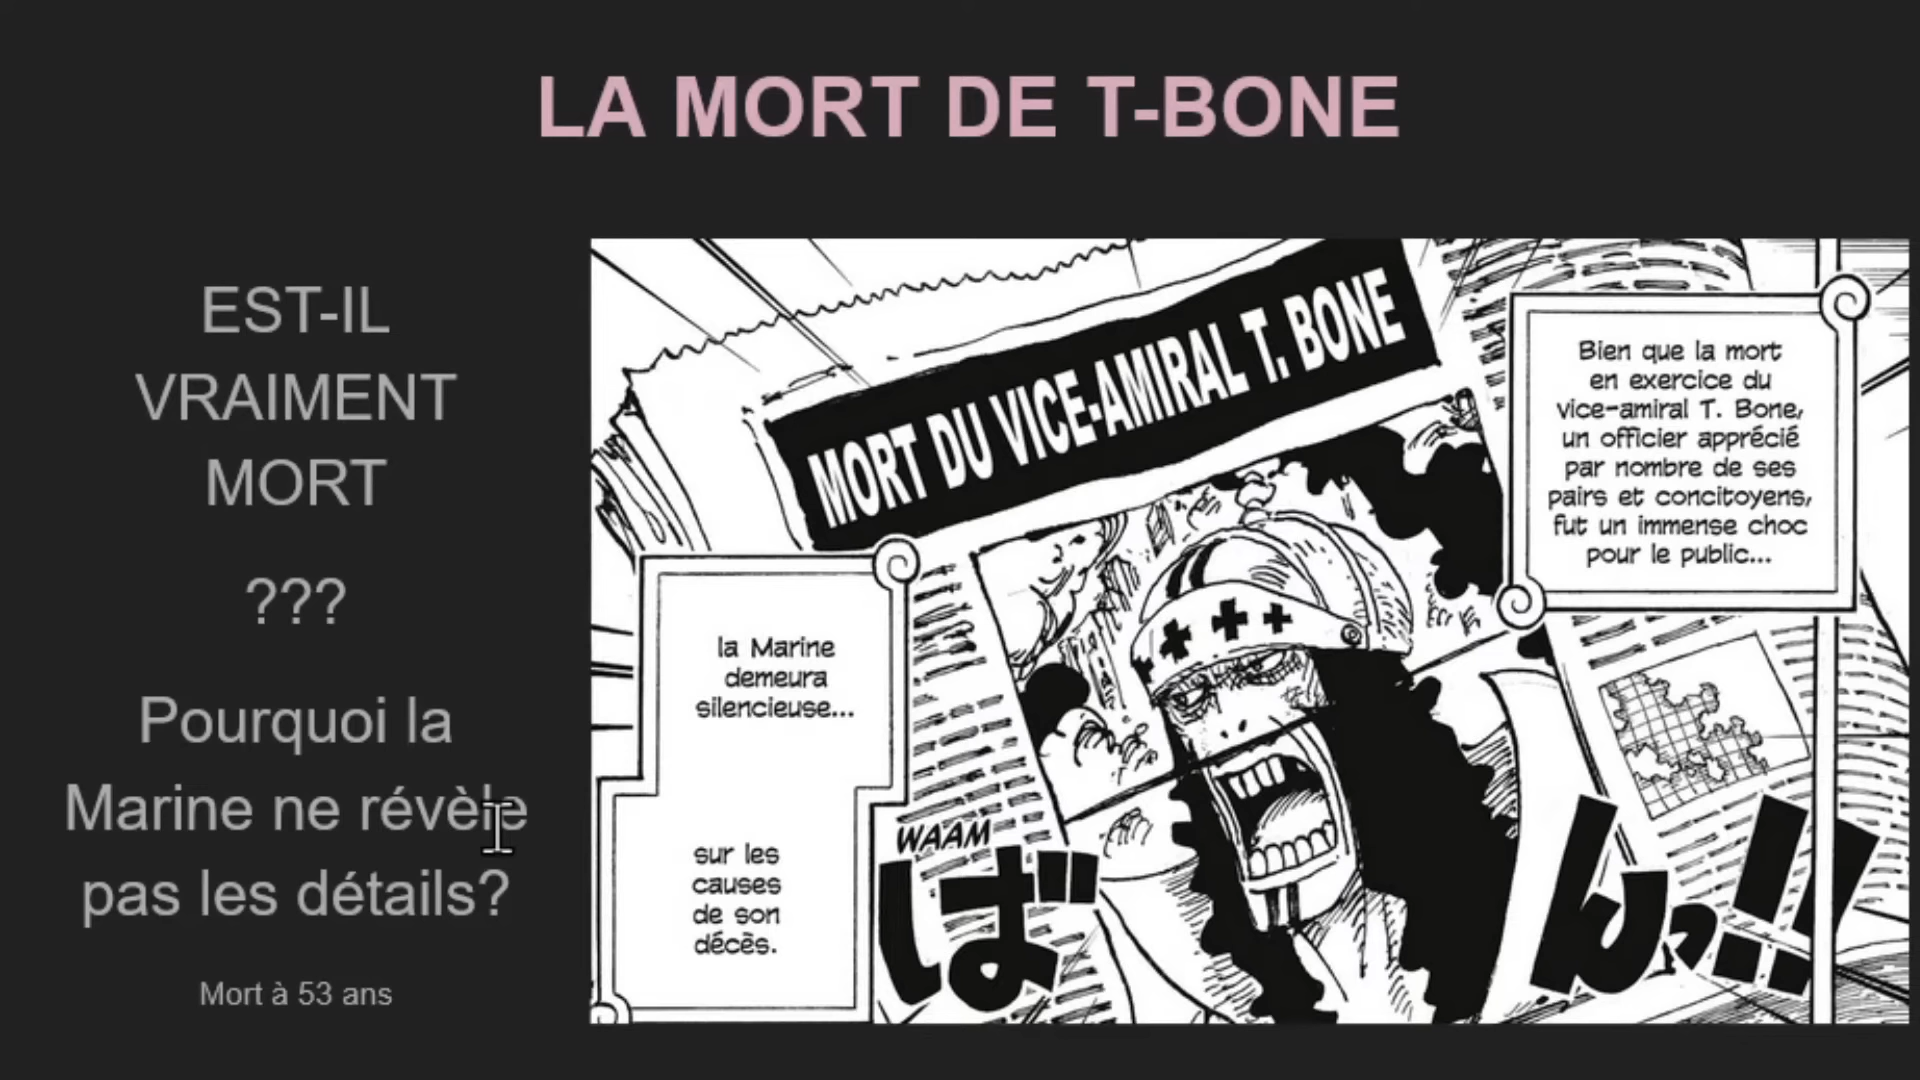 LA MORT DE T-BONE
EST-IL
VRAIMENT
MORT
???
Pourquoi la
Marine ne révèle
pas les détails?
Mort à 53 ans
MORT DU VICE-AMIRAL T. BONE
Bien que la mort
en exercice du
vice-amiral T. Bone,
un officier apprécié
par nombre de ses
pairs et concitoyens,
fut un immense choc
pour le public...
la Marine
demeura
silencieuse...
sur les
causes
de son
décès.
WAAM
ばんっ!!